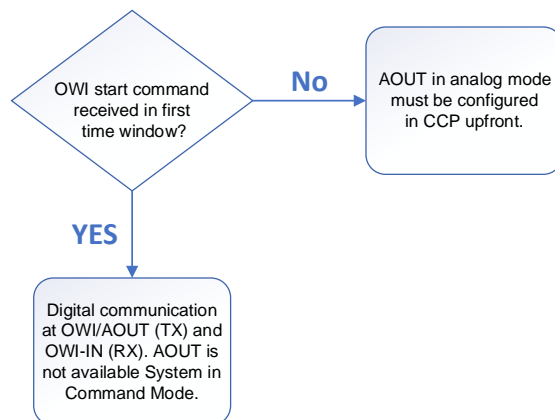 OWI start command
received in first
time window?
No
AOUT in analog mode
must be configured
in CCP upfront.
YES
Digital communication
at OWI/AOUT (TX) and
OWI-IN (RX). AOUT is
not available System in
Command Mode.